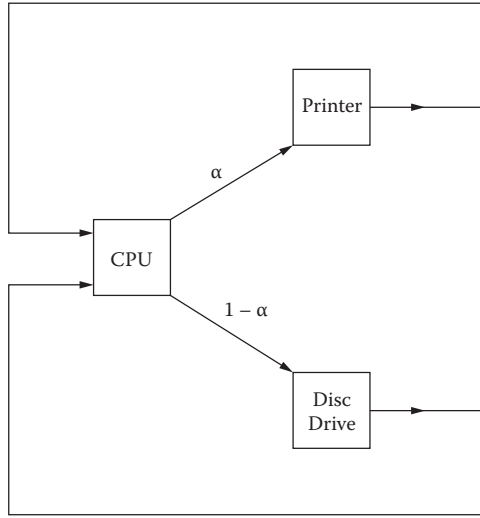 Printer
α
CPU
1 – α
Disc
Drive